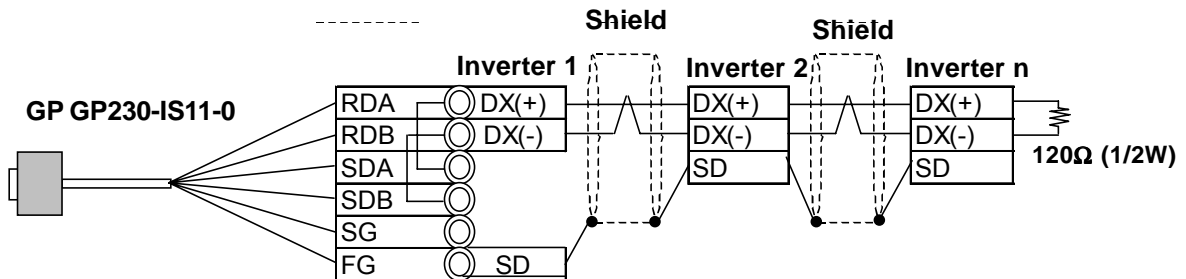 Shield
Shield
Inverter 1
Inverter 2
Inverter n
GP GP230-IS11-0
RDA DX(+) DX(+) DX(+)
RDB DX(-) DX(-) DX(-)
SDA SD SD
120Ω (1/2W)
SDB
SG
FG SD